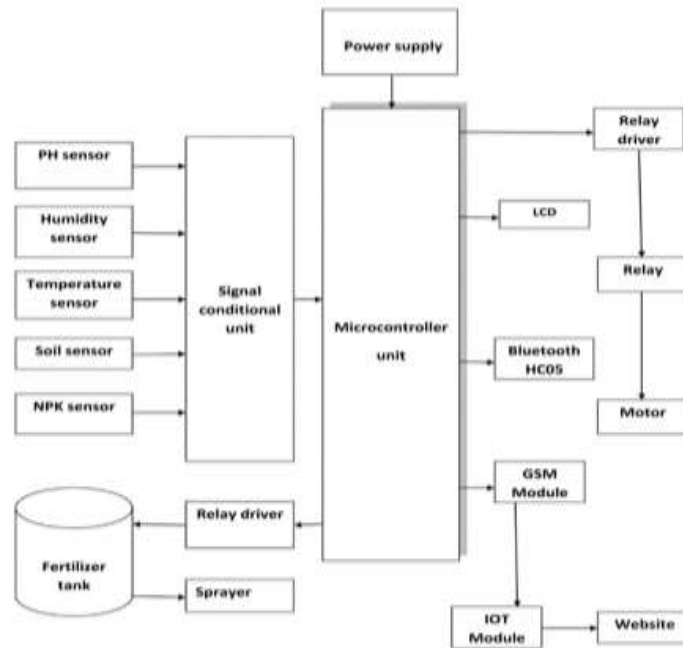 Power supply
PH sensor
Humidity
sensor
Temperature
sensor
Soil sensor
NPK sensor
Signal
conditional
unit
Microcontroller
unit
Relay
driver
LCD
Relay
Bluetooth
HC05
Motor
GSM
Module
Relay driver
Fertilizer
tank
Sprayer
IOT
Module
Website